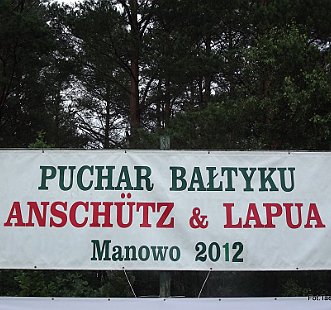 PUCHAR BAŁTYKU
ANSCHÜTZ & LAPUA
Manowo 2012